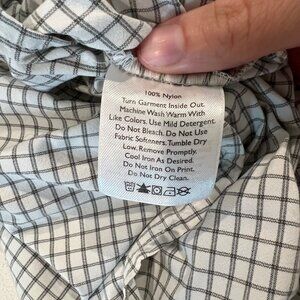 100% Nylon
Turn Garment Inside Out.
Machine Wash Warm With
Like Colors. Use Mild Detergent.
Do Not Bleach. Do Not Use
Fabric Softeners. Tumble Dry
Low. Remove Promptly.
Cool Iron As Desired.
Do Not Iron on Print.
Do Not Dry Clean.